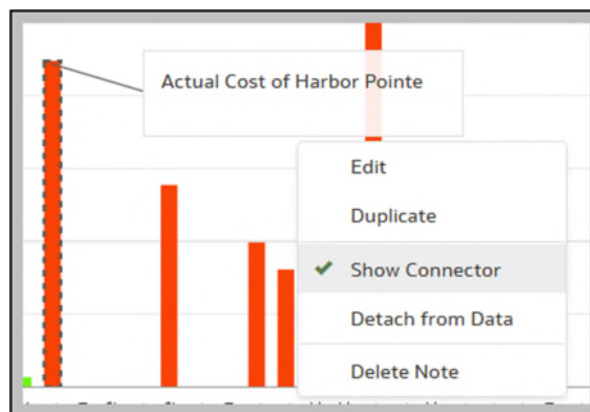 Actual Cost of Harbor Pointe
Edit
Duplicate
Show Connector
Detach from Data
Delete Note